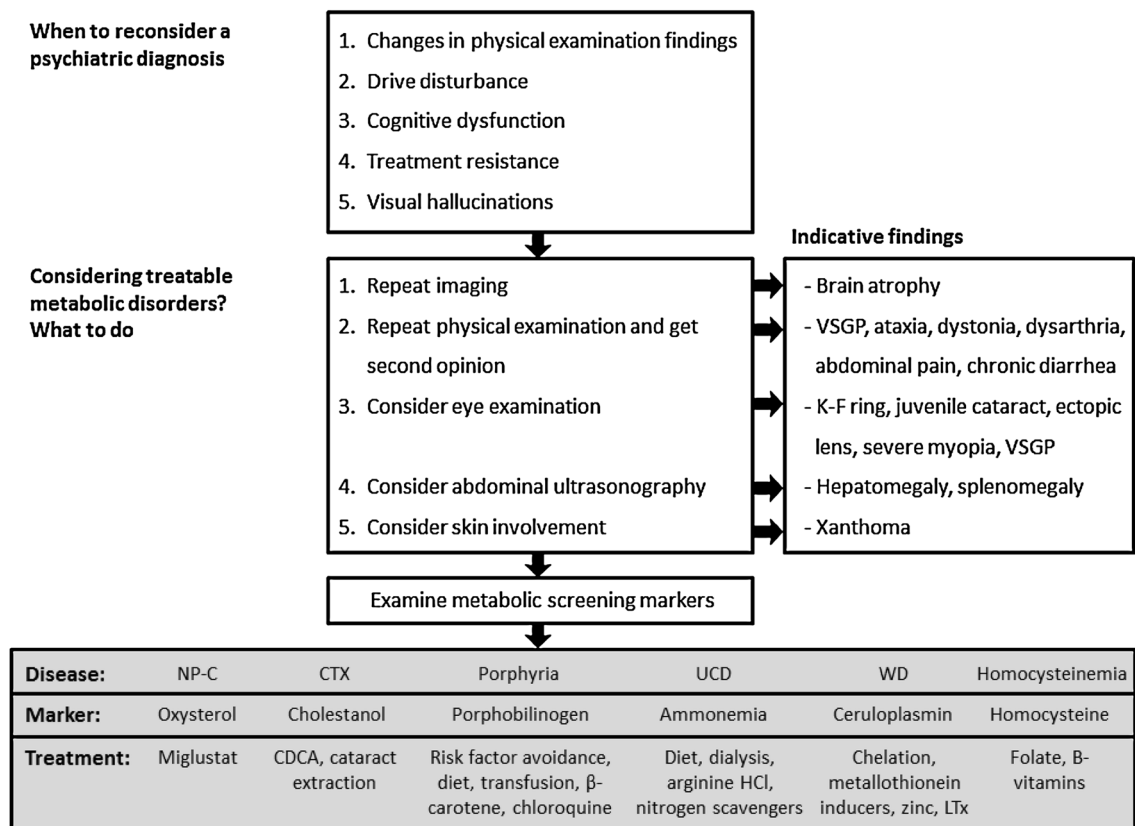 When to reconsider a
psychiatric diagnosis
1. Changes in physical examination findings
2. Drive disturbance
3. Cognitive dysfunction
4. Treatment resistance
5. Visual hallucinations
Indicative findings
Considering treatable
metabolic disorders?
What to do
1. Repeat imaging
2. Repeat physical examination and get
second opinion
3. Consider eye examination
4. Consider abdominal ultrasonography
5. Consider skin involvement
- Brain atrophy
- VSGP, ataxia, dystonia, dysarthria,
abdominal pain, chronic diarrhea
- K-F ring, juvenile cataract, ectopic
lens, severe myopia, VSGP
- Hepatomegaly, splenomegaly
- Xanthoma
Examine metabolic screening markers
Disease: NP-C CTX Porphyria UCD WD Homocysteinemia
Marker: Oxysterol Cholestanol Porphobilinogen Ammonemia Ceruloplasmin Homocysteine
Treatment: Miglustat CDCA, cataract Risk factor avoidance, Diet, dialysis, Chelation, Folate, B-
extraction diet, transfusion, β- arginine HCl, metallothionein vitamins
carotene, chloroquine nitrogen scavengers inducers, zinc, LTx